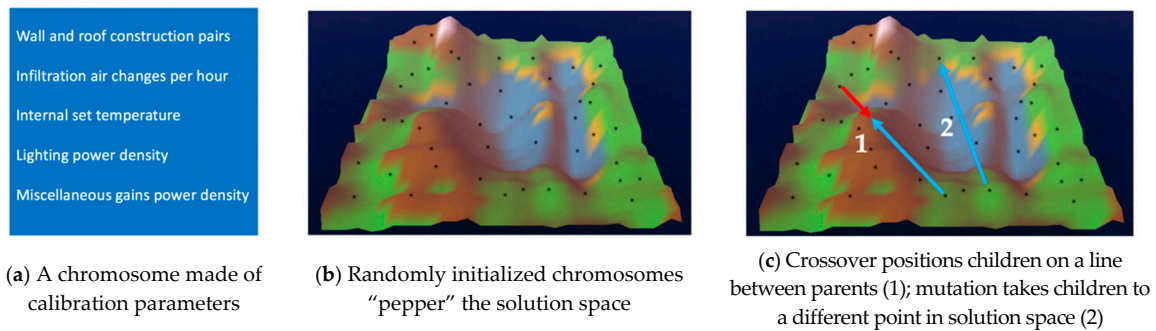 Wall and roof construction pairs
Infiltration air changes per hour
Internal set temperature
Lighting power density
Miscellaneous gains power density
1
2
(a) A chromosome made of
calibration parameters
(b) Randomly initialized chromosomes
“pepper” the solution space
(c) Crossover positions children on a line
between parents (1); mutation takes children to
a different point in solution space (2)